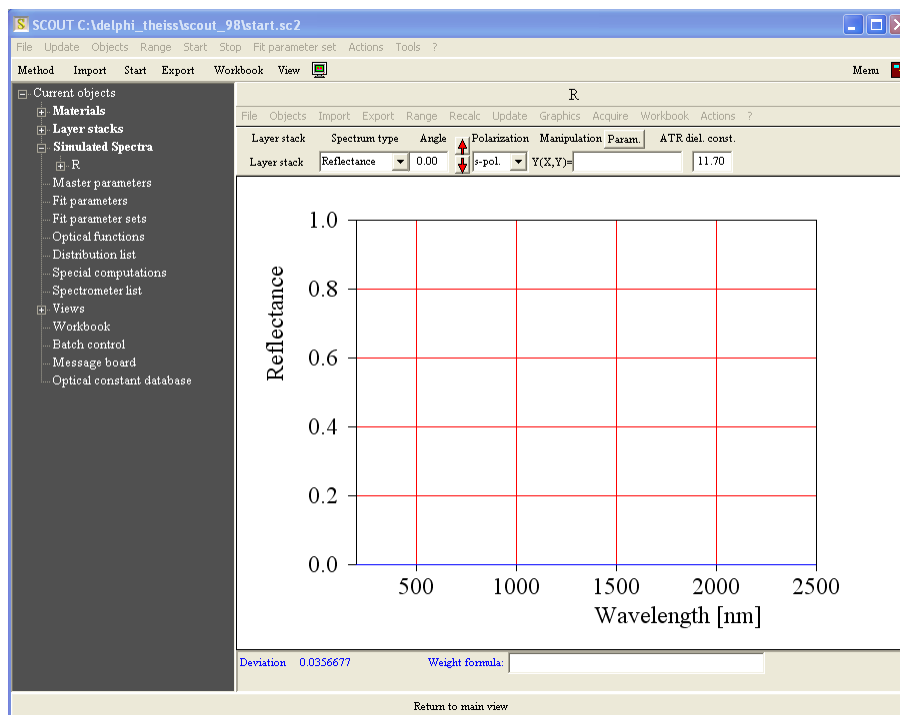 SCOUT C:\delphi_theiss\scout_98\start.sc2
File Update Objects Range Start Stop Fit parameter set Actions Tools ?
Method Import Start Export Workbook View Menu
Current objects
Materials
Layer stacks
Simulated Spectra
R
Master parameters
Fit parameters
Fit parameter sets
Optical functions
Distribution list
Special computations
Spectrometer list
Views
Workbook
Batch control
Message board
Optical constant database
R
File Objects Import Export Range Recalc Update Graphics Acquire Workbook Actions ?
Layer stack Spectrum type Angle Polarization Manipulation Param. ATR diel. const.
Layer stack Reflectance 0.00 s-pol. Y(X,Y)= 11.70
1.0
0.8
0.6
0.4
0.2
0.0
Reflectance
500 1000 1500 2000 2500
Wavelength [nm]
Deviation 0.0356677 Weight formula:
Return to main view